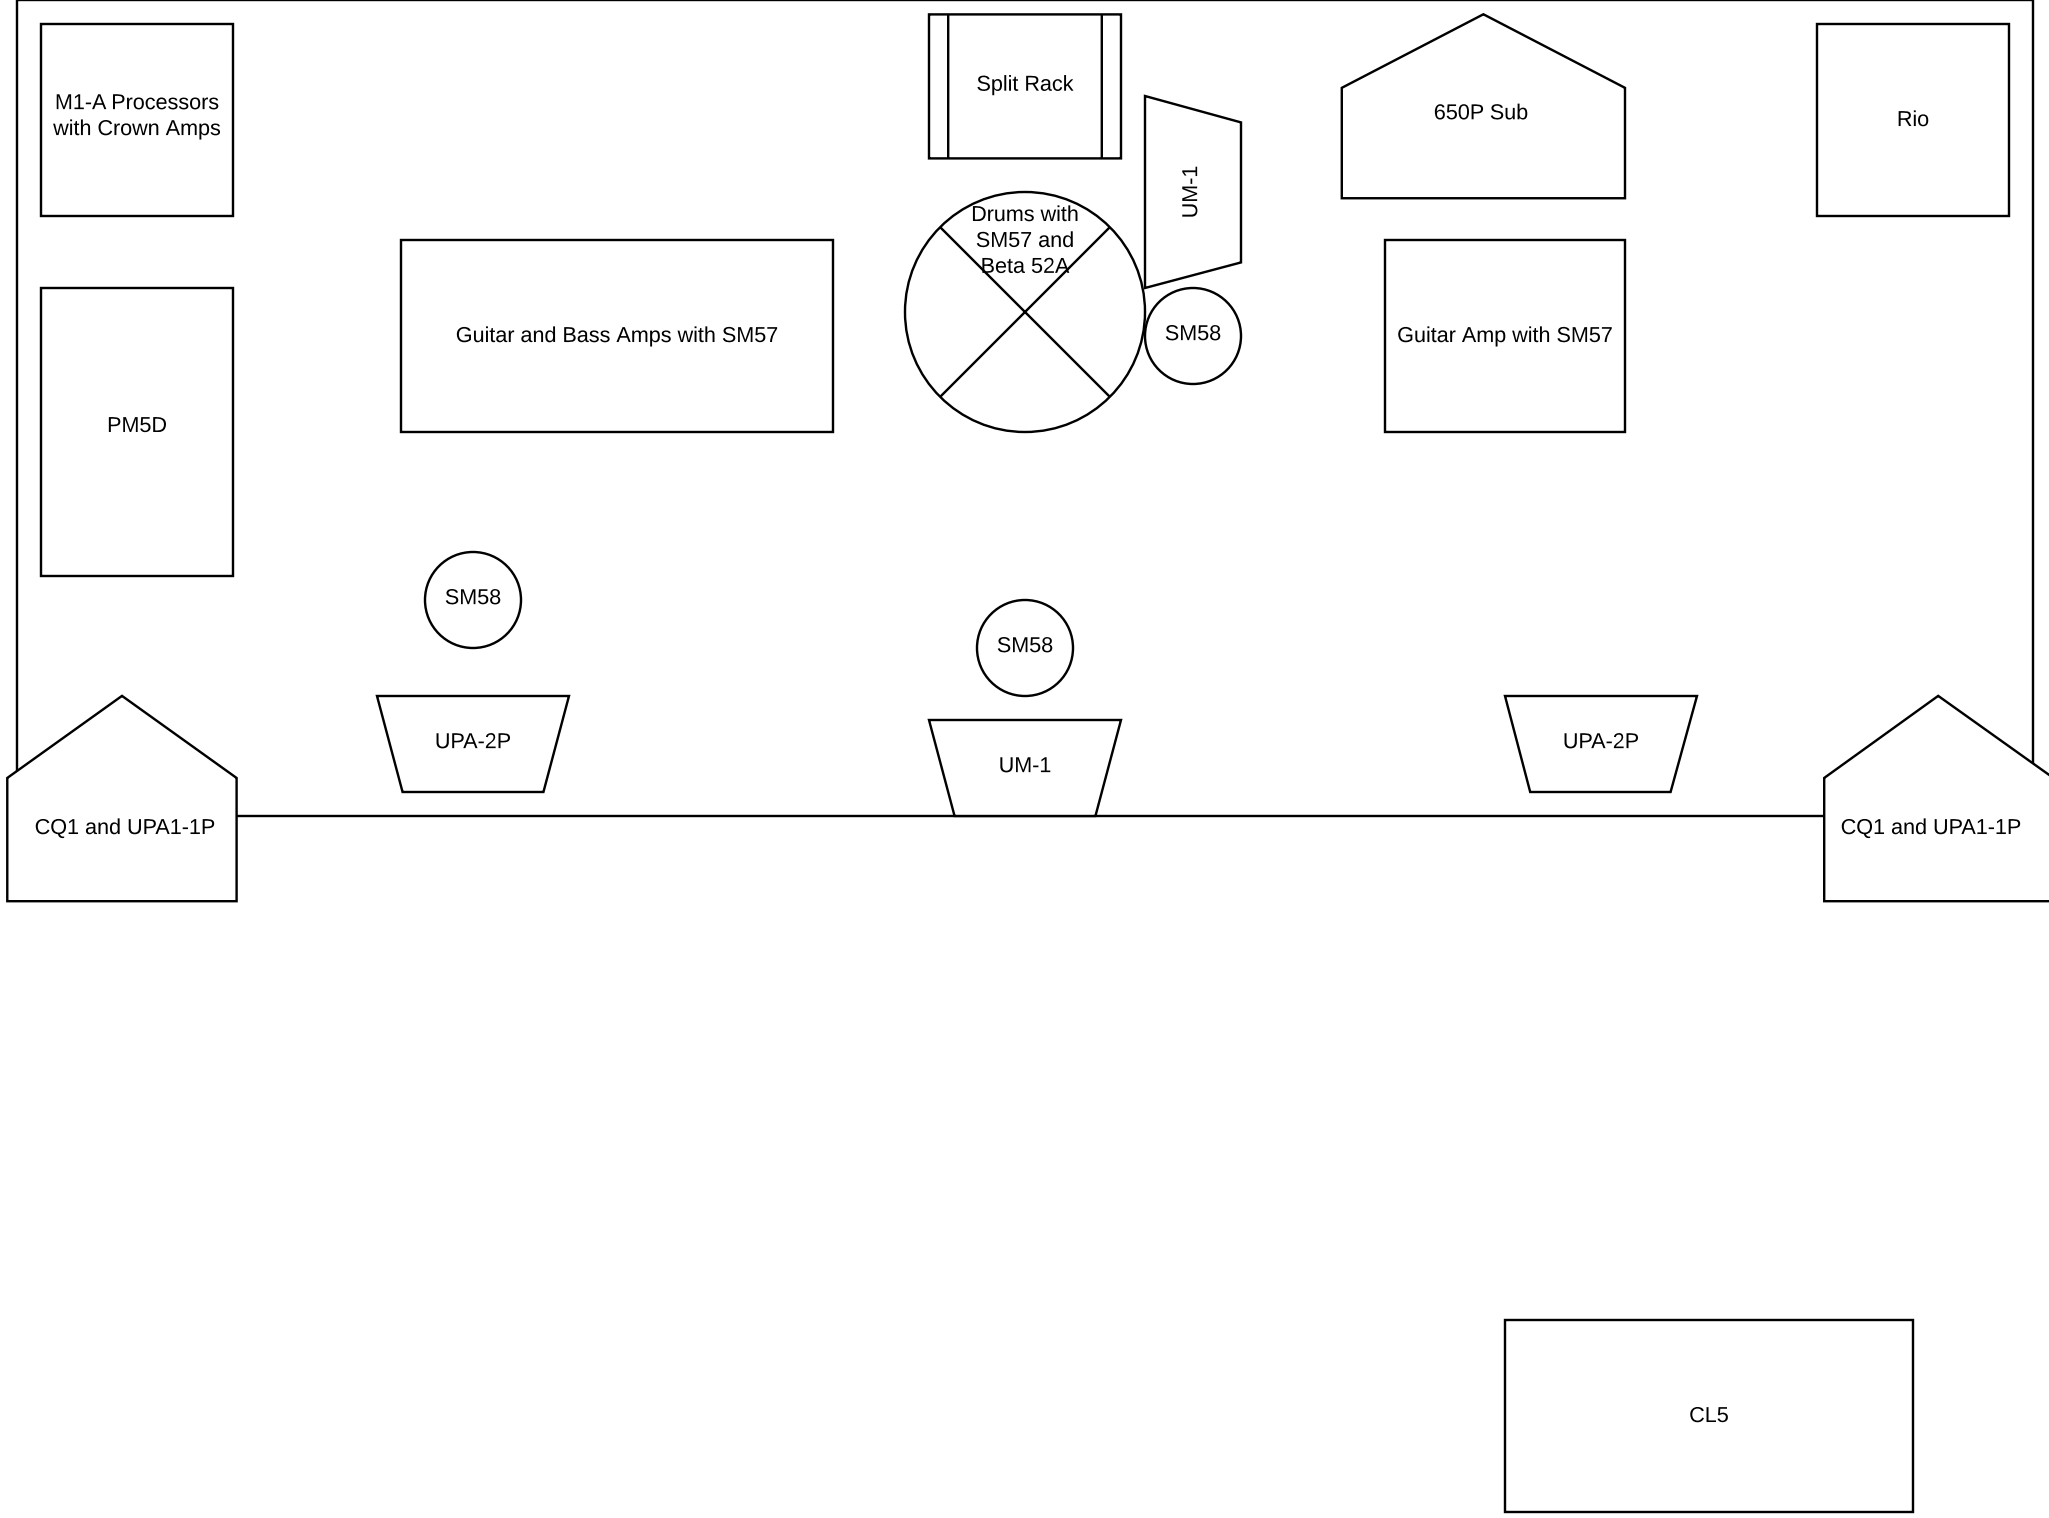 M1-A Processors
with Crown Amps
Split Rack
650P Sub
Rio
UM-1
Drums with
SM57 and
Beta 52A
Guitar and Bass Amps with SM57
SM58
Guitar Amp with SM57
PM5D
SM58
SM58
UPA-2P
UM-1
UPA-2P
CQ1 and UPA1-1P
CQ1 and UPA1-1P
CL5